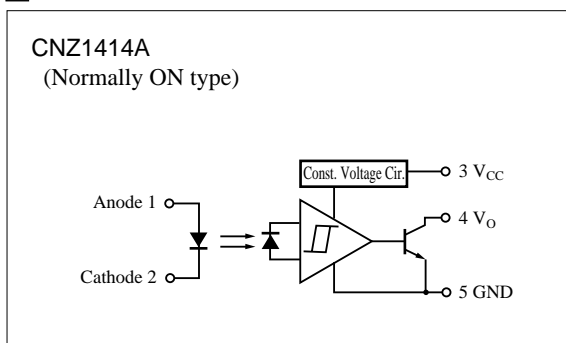 CNZ1414A
(Normally ON type)
Const. Voltage Cir.
3 VCC
Anode 1
4 VO
Cathode 2
5 GND